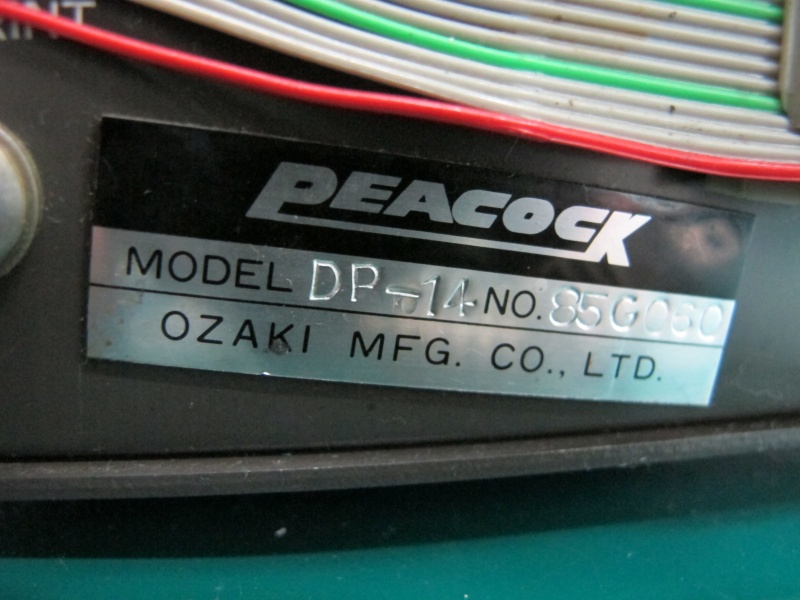 PEACOCK
MODEL DP-14 NO. 85G060
OZAKI MFG. CO., LTD.